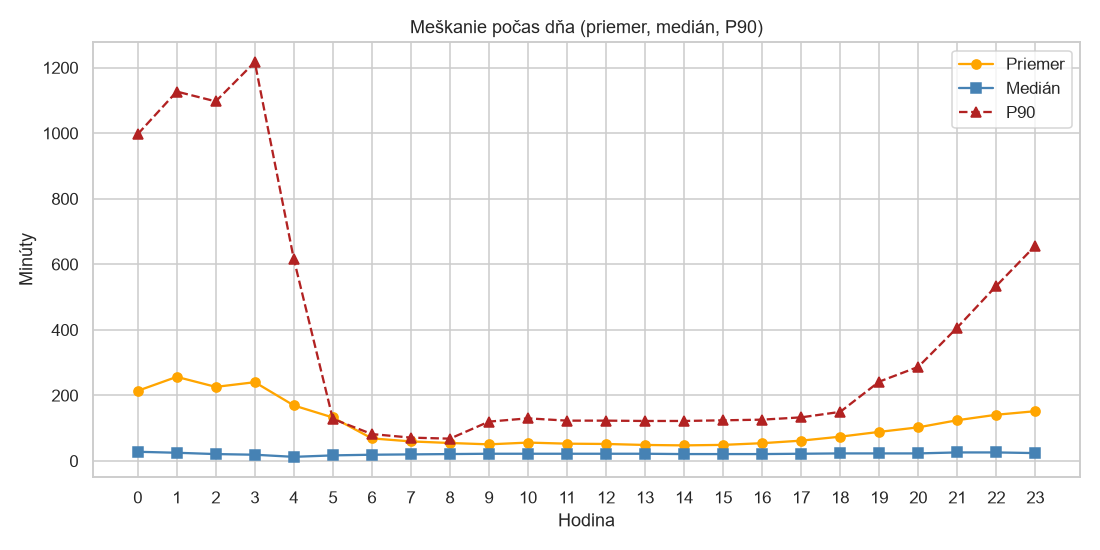 Meškanie počas dňa (priemer, medián, P90)
Priemer
Medián
P90
Minúty
1200
1000
800
600
400
200
0
0 1 2 3 4 5 6 7 8 9 10 11 12 13 14 15 16 17 18 19 20 21 22 23
Hodina